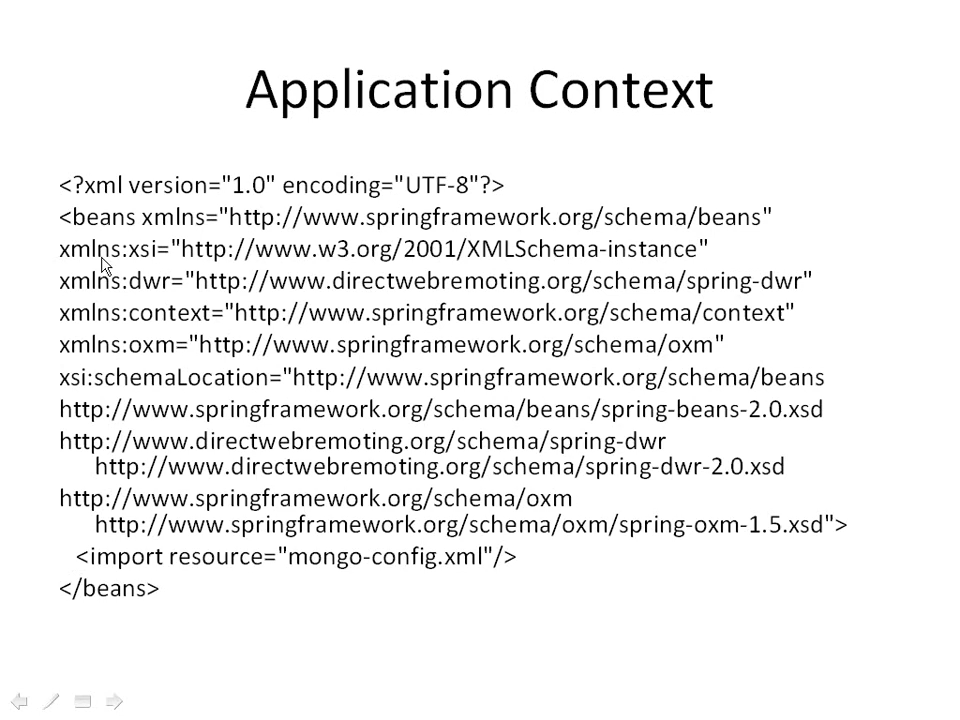 Application Context
<?xml version="1.0" encoding="UTF-8"?>
<beans xmlns="http://www.springframework.org/schema/beans"
xmlns:xsi="http://www.w3.org/2001/XMLSchema-instance"
xmlns:dwr="http://www.directwebremoting.org/schema/spring-dwr"
xmlns:context="http://www.springframework.org/schema/context"
xmlns:oxm="http://www.springframework.org/schema/oxm"
xsi:schemaLocation="http://www.springframework.org/schema/beans
http://www.springframework.org/schema/beans/spring-beans-2.0.xsd
http://www.directwebremoting.org/schema/spring-dwr
http://www.directwebremoting.org/schema/spring-dwr-2.0.xsd
http://www.springframework.org/schema/oxm
http://www.springframework.org/schema/oxm/spring-oxm-1.5.xsd">
<import resource="mongo-config.xml"/>
</beans>